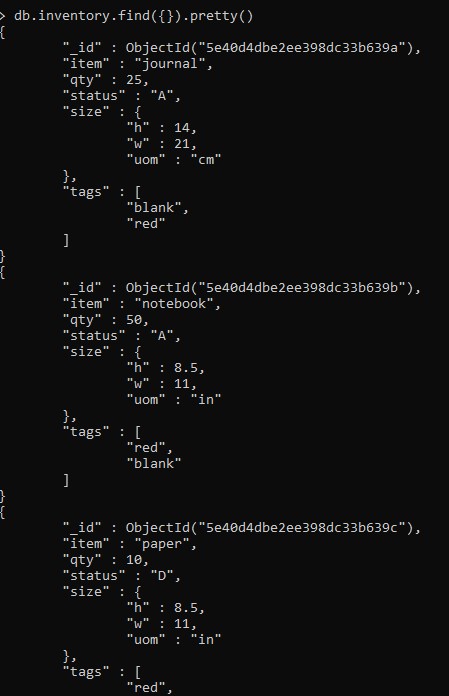 > db.inventory.find({}).pretty()
{
        "_id" : ObjectId("5e40d4dbe2ee398dc33b639a"),
        "item" : "journal",
        "qty" : 25,
        "status" : "A",
        "size" : {
                "h" : 14,
                "w" : 21,
                "uom" : "cm"
        },
        "tags" : [
                "blank",
                "red"
        ]
}
{
        "_id" : ObjectId("5e40d4dbe2ee398dc33b639b"),
        "item" : "notebook",
        "qty" : 50,
        "status" : "A",
        "size" : {
                "h" : 8.5,
                "w" : 11,
                "uom" : "in"
        },
        "tags" : [
                "red",
                "blank"
        ]
}
{
        "_id" : ObjectId("5e40d4dbe2ee398dc33b639c"),
        "item" : "paper",
        "qty" : 10,
        "status" : "D",
        "size" : {
                "h" : 8.5,
                "w" : 11,
                "uom" : "in"
        },
        "tags" : [
                "red",